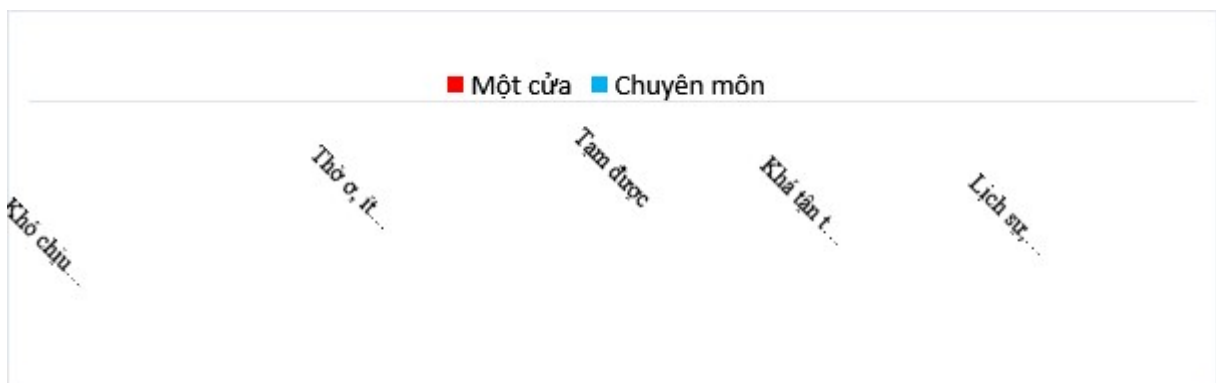 Một cửa Chuyên môn
Khó chịu...
Thờ ơ, ít...
Tạm được
Khá tận t...
Lịch sự,...